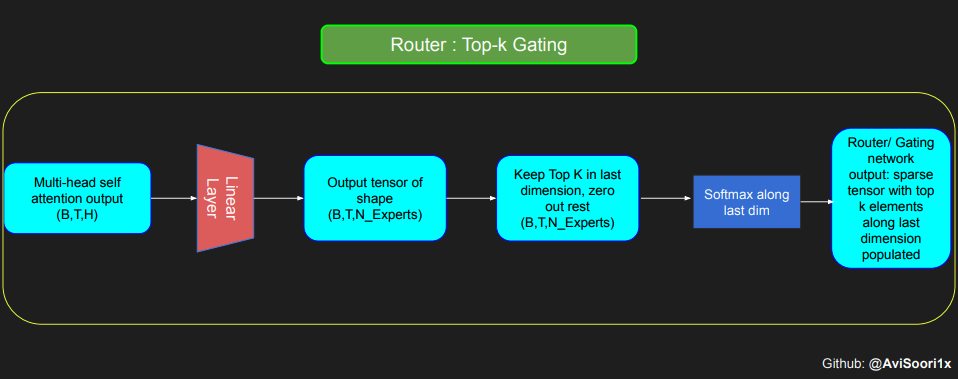 Router : Top-k Gating
Multi-head self
attention output
(B,T,H)
Linear
Layer
Output tensor of
shape
(B,T,N_Experts)
Keep Top K in last
dimension, zero
out rest
(B,T,N_Experts)
Softmax along
last dim
Router/ Gating
network
output: sparse
tensor with top
k elements
along last
dimension
populated
Github: @AviSoori1x